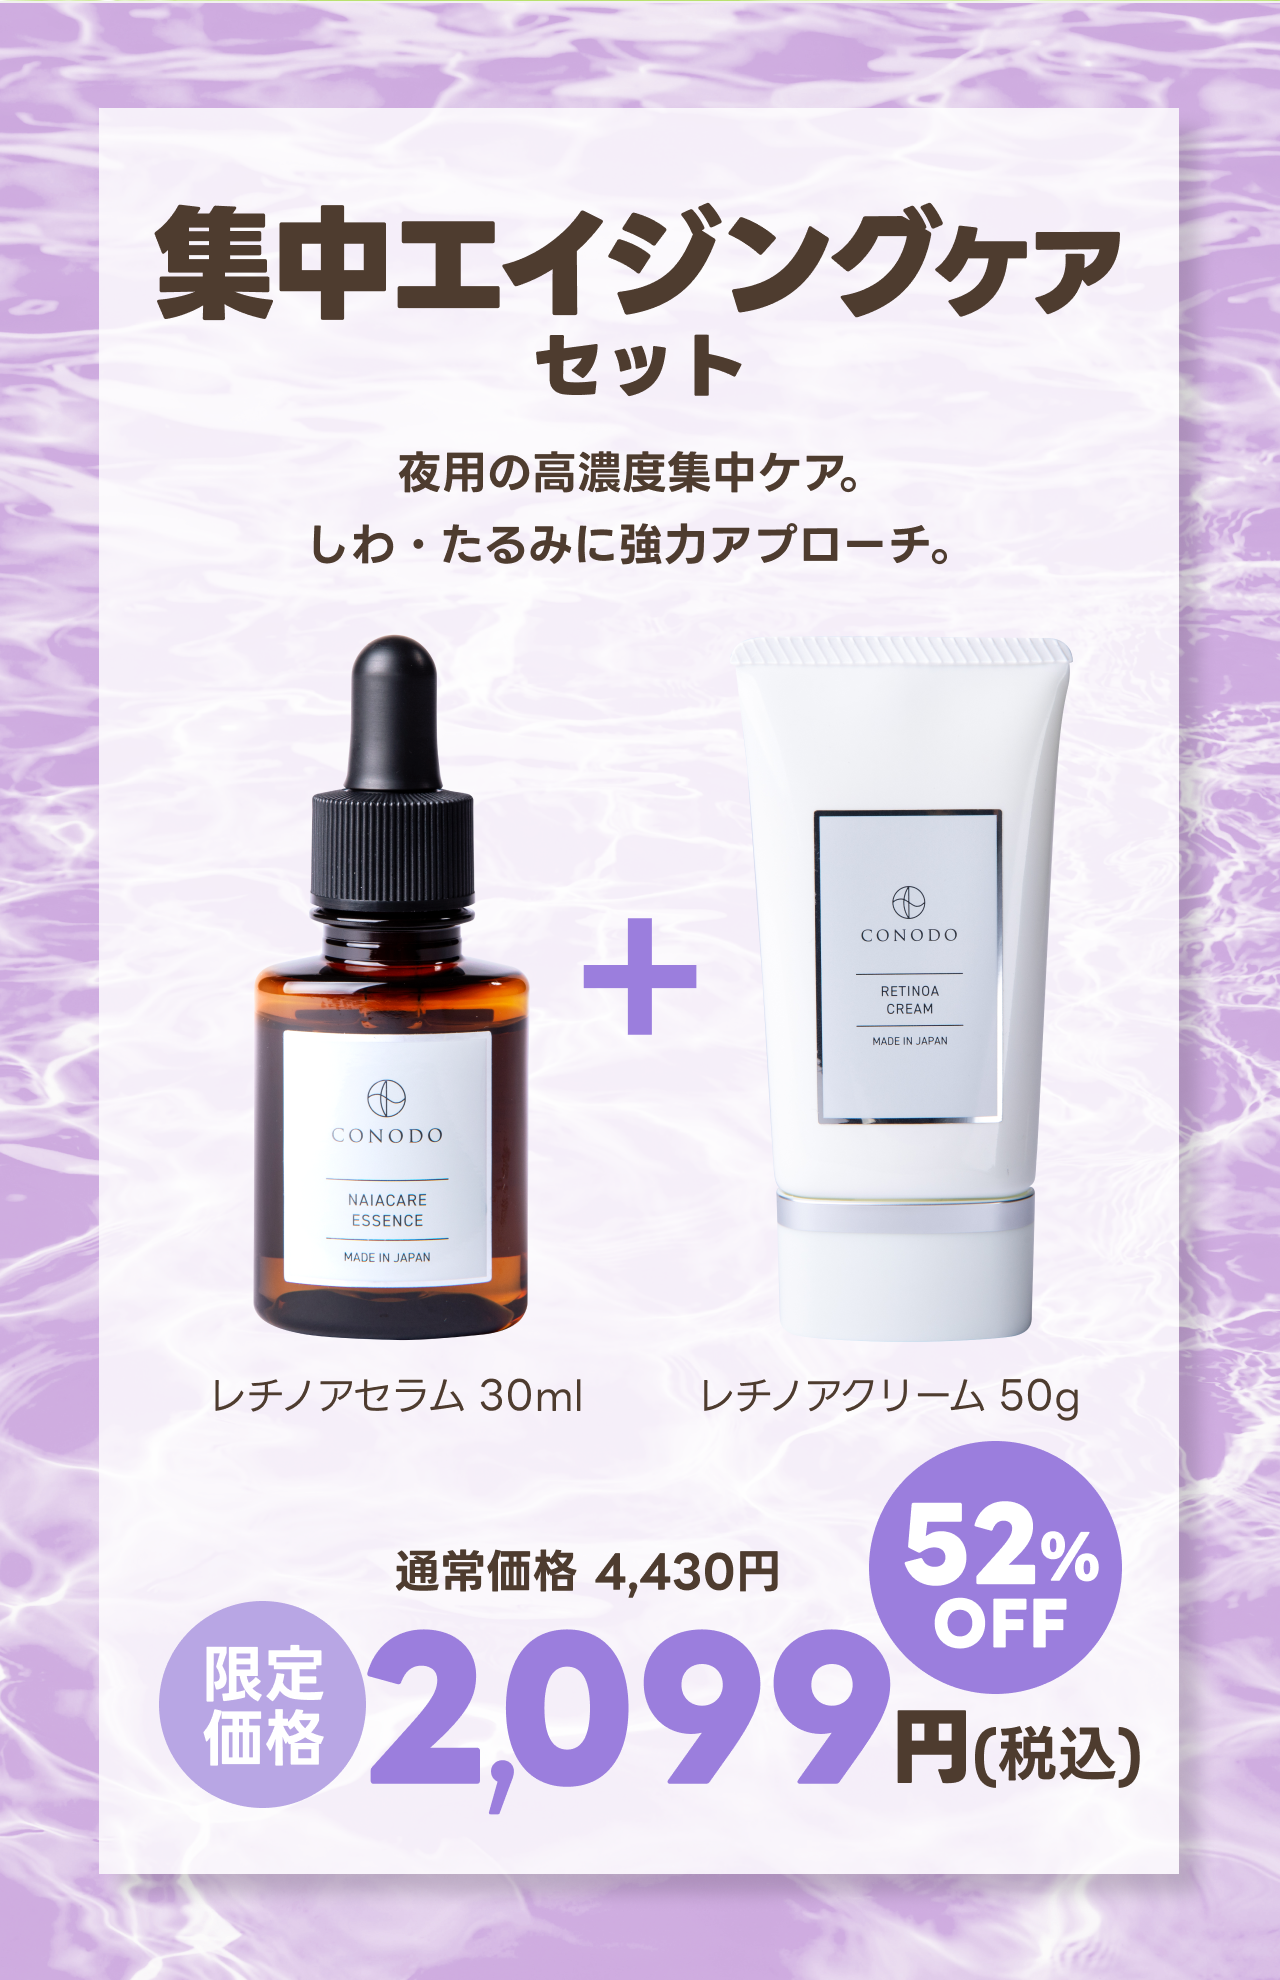 集中エイジングケア
セット
夜用の高濃度集中ケア。
しわ・たるみに強力アプローチ。
+
CONODO
NAIACARE
ESSENCE
MADE IN JAPAN
CONODO
RETINOA
CREAM
MADE IN JAPAN
レチノアセラム 30ml
レチノアクリーム 50g
52%
OFF
通常価格 4,430円
限定
価格
2,099円(税込)